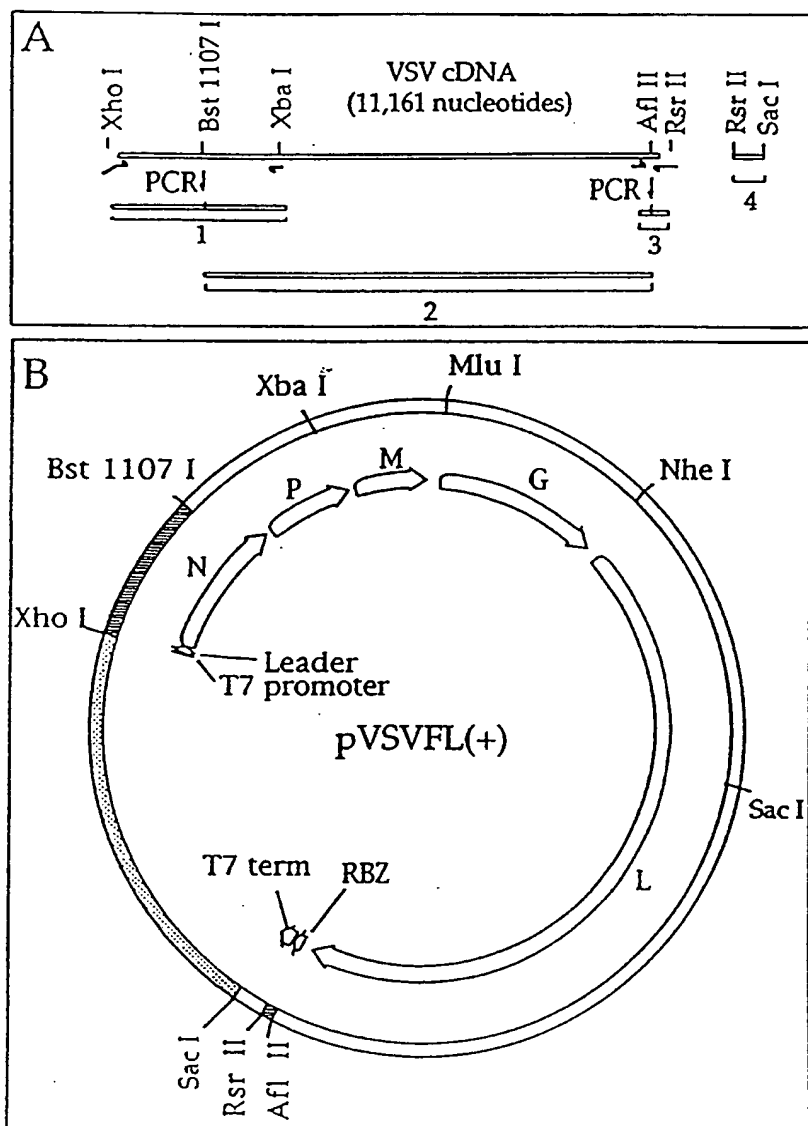 A
Xho I
Bst 1107 I
Xba I
VSV cDNA
(11,161 nucleotides)
Afl II
Rsr II
Rsr II
Sac I
PCR
PCR
1
2
3
4
B
Xba I
Mlu I
Bst 1107 I
Nhe I
Xho I
N
P
M
G
Leader
T7 promoter
pVSVFL(+)
Sac I
T7 term
RBZ
L
Sac I
Rsr II
Afl II